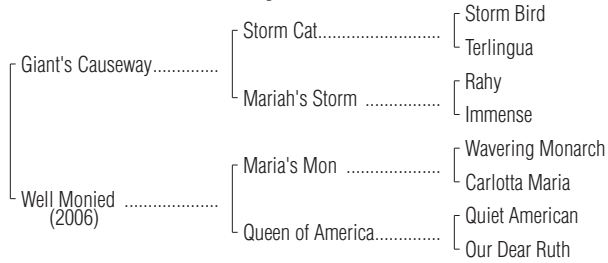 Storm Bird
Storm Cat..........................
Terlingua
Giant's Causeway..............
Rahy
Mariah's Storm ................
Immense
Wavering Monarch
Maria's Mon ....................
Carlotta Maria
Well Monied ....................
(2006)
Quiet American
Queen of America..............
Our Dear Ruth